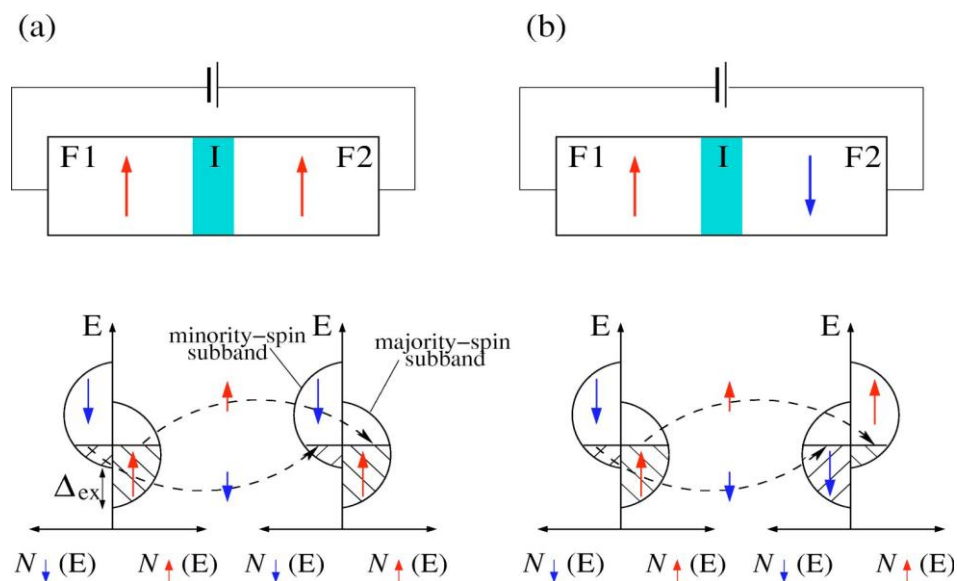 (a)
(b)
F1 I F2
F1 I F2
E
minority-spin
subband
E
majority-spin
subband
E
E
Δex
N↓(E) N↑(E) N↓(E) N↑(E)
N↓(E) N↑(E) N↓(E) N↑(E)